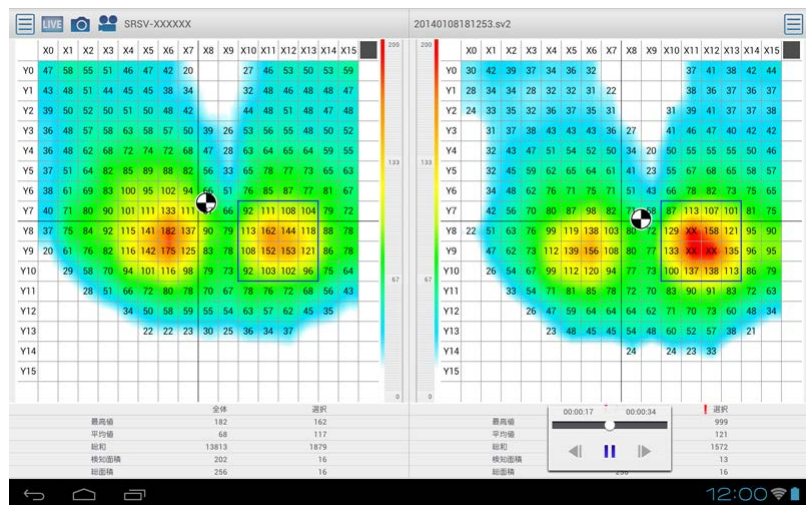 LIVE SRSV-XXXXXX
X0 X1 X2 X3 X4 X5 X6 X7 X8 X9 X10 X11 X12 X13 X14 X15
Y0 47 58 55 51 46 47 42 20 27 46 53 50 53 59
Y1 43 48 51 44 45 45 38 34 32 48 46 48 48 47
Y2 39 50 52 50 51 50 48 42 44 48 51 48 47 48
Y3 36 48 57 58 63 58 57 50 39 26 53 56 55 48 50 52
Y4 36 48 62 68 72 74 72 68 47 28 63 64 65 64 59 55
Y5 37 51 64 82 85 89 88 82 56 33 65 78 77 73 65 63
Y6 38 61 69 83 100 95 102 94 66 51 76 85 87 77 81 67
Y7 40 71 80 90 101 111 133 111 66 92 111 108 104 79 72
Y8 37 75 84 92 115 141 182 137 90 79 113 162 144 118 88 78
Y9 20 61 76 82 116 142 175 125 83 78 108 152 153 121 86 78
Y10 29 58 70 94 101 116 98 79 73 92 103 102 96 75 64
Y11 28 51 66 72 80 78 70 67 78 76 72 68 56 43
Y12 34 50 58 59 55 54 63 57 62 45 35
Y13 22 22 23 30 25 36 34 37
Y14
Y15
200
133
67
0
全体 選択
最高値 182 162
平均値 68 117
総和 13813 1879
検知面積 202 16
総面積 256 16
20140108181253.sv2
200
133
67
0
X0 X1 X2 X3 X4 X5 X6 X7 X8 X9 X10 X11 X12 X13 X14 X15
Y0 30 42 39 37 34 36 32 37 41 38 42 44
Y1 28 34 34 28 32 32 31 22 38 36 37 36 37
Y2 24 33 35 32 36 37 35 31 31 39 41 37 37 38
Y3 31 37 38 43 43 43 36 27 41 46 47 40 42 42
Y4 32 43 47 51 54 52 50 34 20 50 55 55 55 50 46
Y5 32 45 59 62 65 64 61 41 23 55 67 68 65 58 57
Y6 34 48 62 76 71 75 71 51 43 66 78 82 73 75 65
Y7 42 56 70 80 87 98 82 71 58 87 113 107 101 81 75
Y8 22 51 63 76 99 119 138 103 80 72 129 XX 158 121 95 90
Y9 47 62 73 112 139 156 108 80 77 133 XX XX 135 96 95
Y10 26 54 67 99 112 120 94 77 73 100 137 138 113 86 79
Y11 33 54 71 81 85 78 72 70 83 90 91 83 72 63
Y12 26 47 59 64 64 64 62 71 70 73 60 48 34
Y13 23 48 45 45 54 48 60 52 57 38 21
Y14 24 24 23 33
Y15
00:00:17 00:00:34
! 選択
最高値 999
平均値 121
総和 1572
検知面積 13
総面積 16
12:00